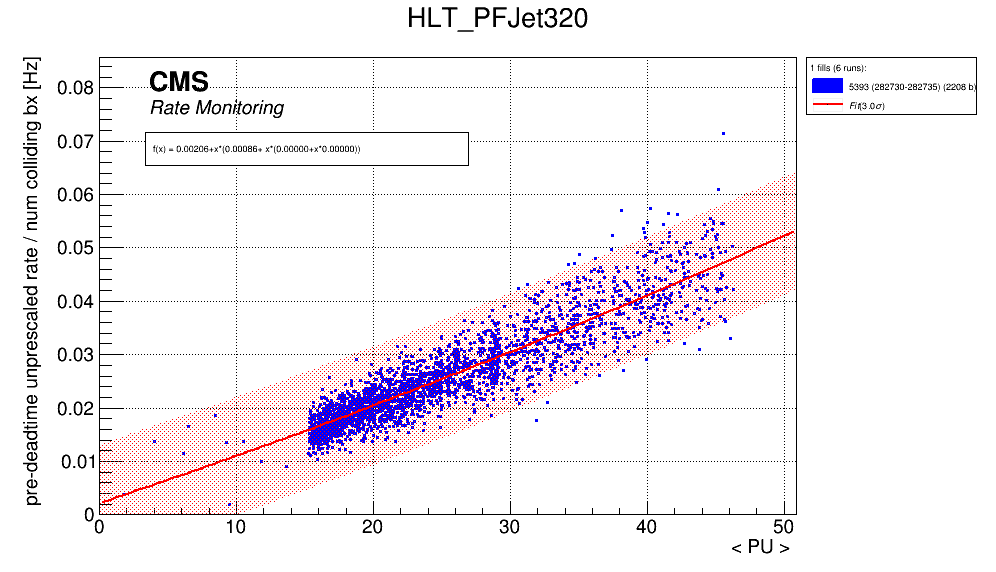 HLT_PFJet320
pre-deadtime unprescaled rate / num colliding bx [Hz]
CMS
Rate Monitoring
f(x) = 0.00206+x*(0.00086+ x*(0.00000+x*0.00000))
1 fills (6 runs):
5393 (282730-282735) (2208 b)
Fit(3.0σ)
0.08
0.07
0.06
0.05
0.04
0.03
0.02
0.01
0
0 10 20 30 40 50
< PU >